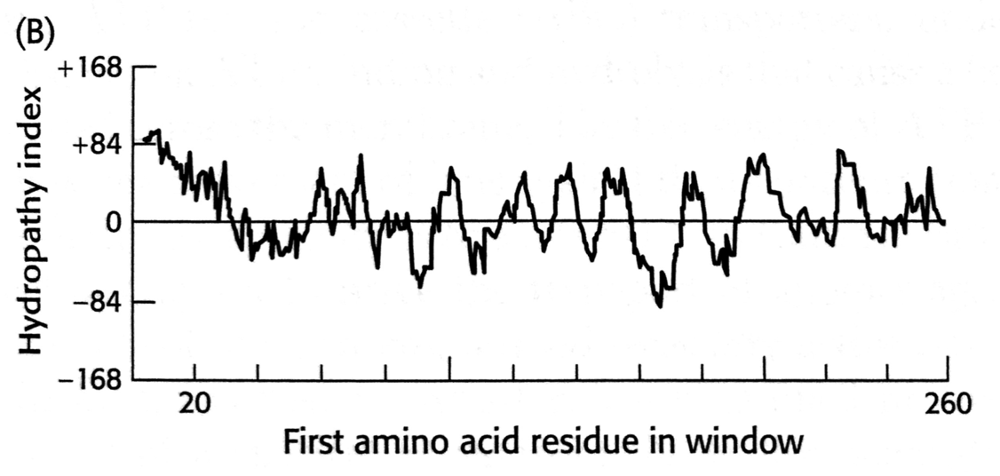 (B)
Hydropathy index
+168
+84
0
−84
−168
20
260
First amino acid residue in window